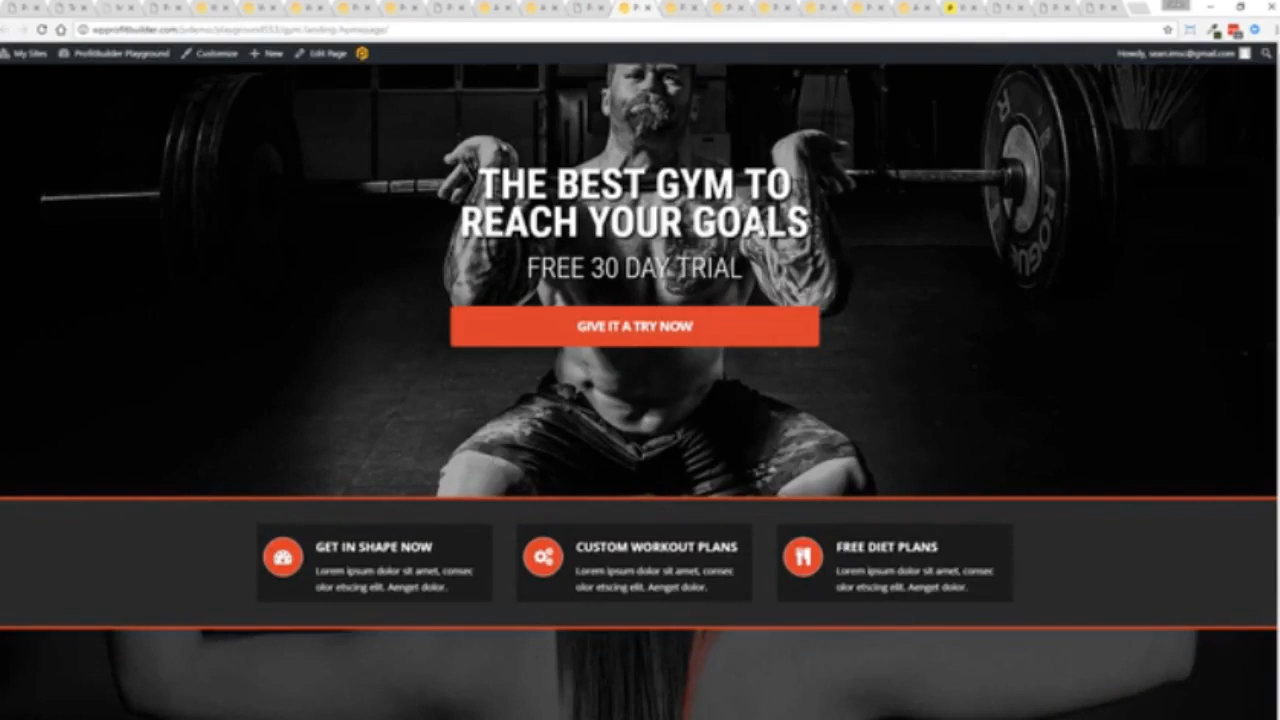 My Sites ProfitBuilder Playground Customize New Edit Page
THE BEST GYM TO
REACH YOUR GOALS
FREE 30 DAY TRIAL
GIVE IT A TRY NOW
GET IN SHAPE NOW
Lorem ipsum dolor sit amet, consec
olor etscing elit. Aenget dolor.
CUSTOM WORKOUT PLANS
Lorem ipsum dolor sit amet, consec
olor etscing elit. Aenget dolor.
FREE DIET PLANS
Lorem ipsum dolor sit amet, consec
olor etscing elit. Aenget dolor.